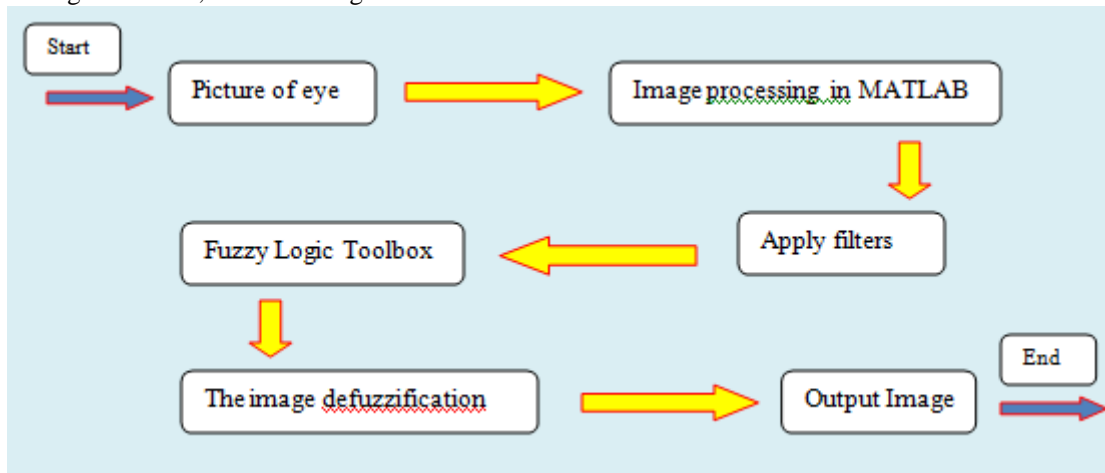 Start
Picture of eye
Image processing in MATLAB
Apply filters
Fuzzy Logic Toolbox
The image defuzzification
Output Image
End